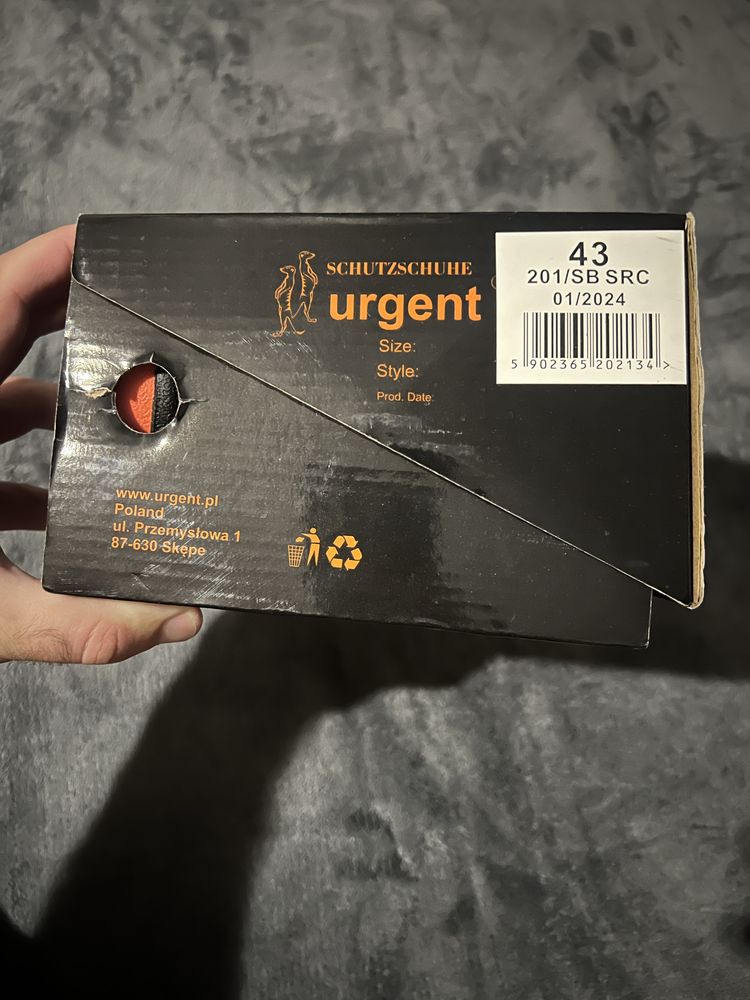 SCHUTZSCHUHE
urgent
Size:
Style:
Prod. Date:
43
201/SB SRC
01/2024
5 902365 202134 >
www.urgent.pl
Poland
ul. Przemysłowa 1
87-630 Skępe